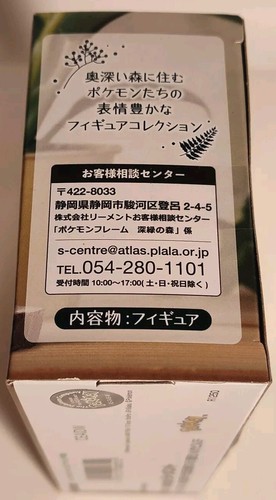 奥深い森に住む
ポケモンたちの
表情豊かな
フィギュアコレクション
お客様相談センター
〒422-8033
静岡県静岡市駿河区登呂 2-4-5
株式会社リーメントお客様相談センター
「ポケモンフレーム　深緑の森」係
s-centre@atlas.plala.or.jp
TEL.054-280-1101
受付時間 10:00～17:00(土・日・祝日除く)
内容物:フィギュア